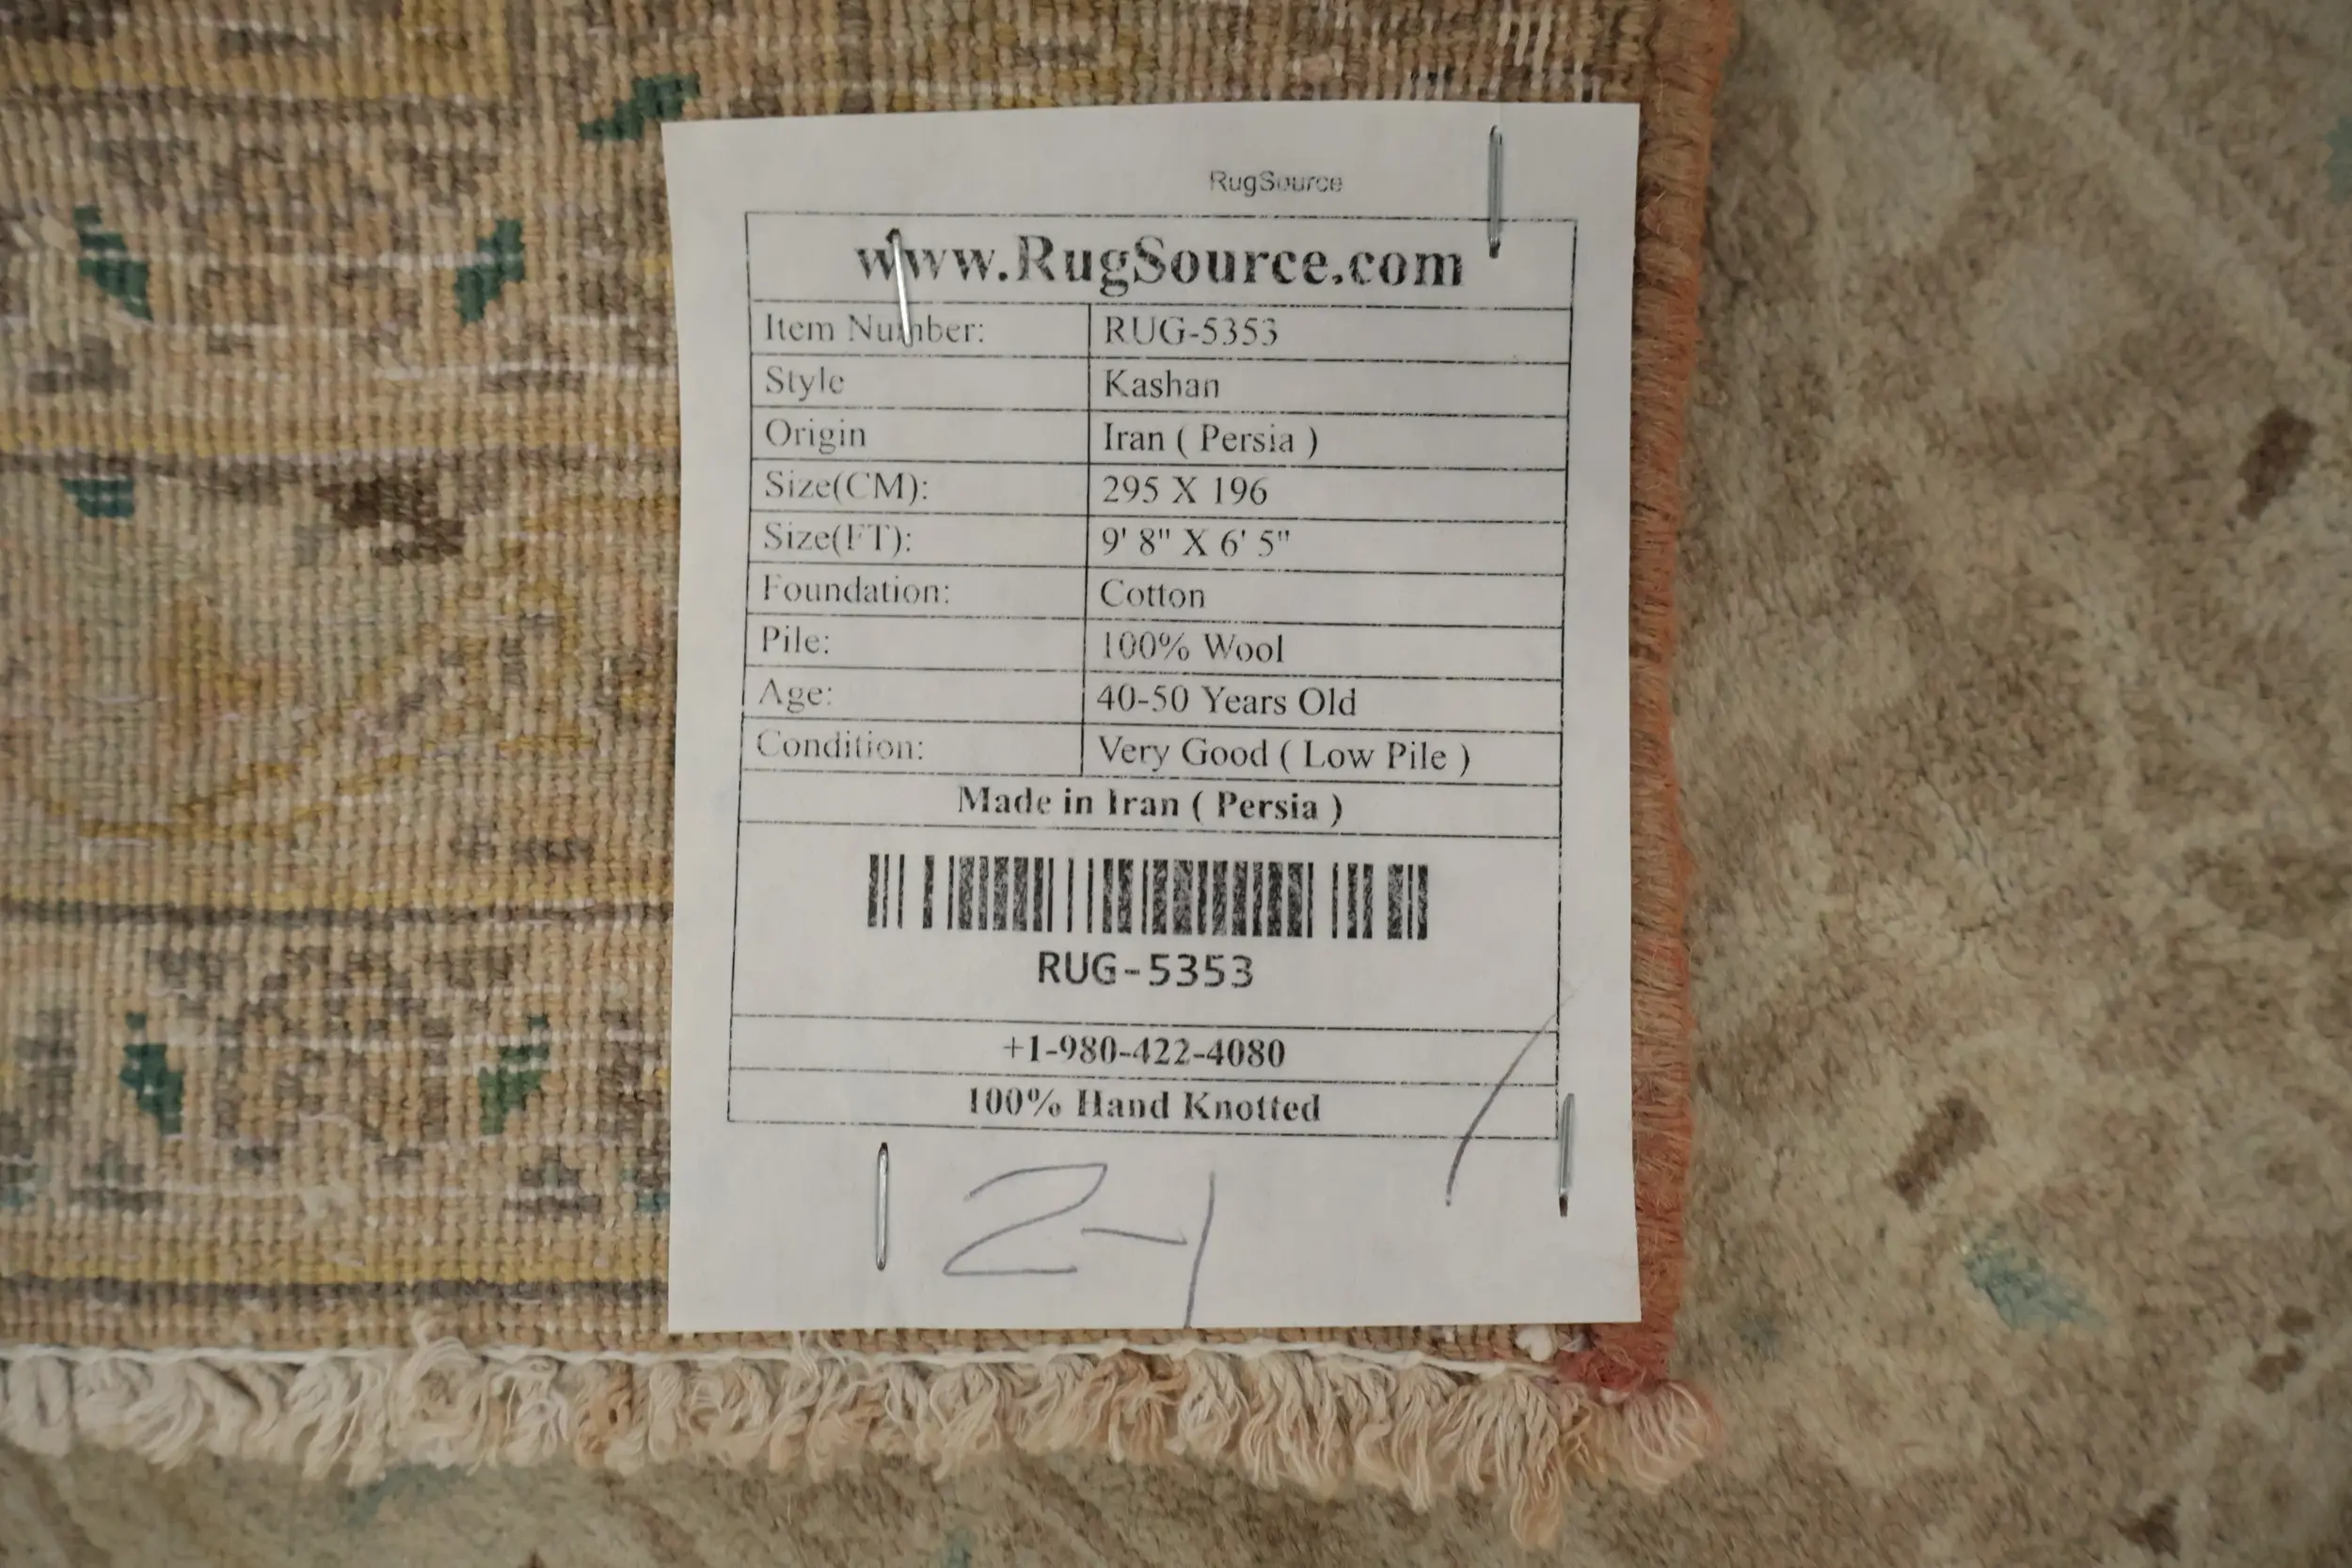 RugSource
www.RugSource.com
Item Number: RUG-5353
Style Kashan
Origin Iran ( Persia )
Size(CM): 295 X 196
Size(FT): 9' 8" X 6' 5"
Foundation: Cotton
Pile: 100% Wool
Age: 40-50 Years Old
Condition: Very Good ( Low Pile )
Made in Iran ( Persia )
RUG-5353
+1-980-422-4080
100% Hand Knotted
2-1